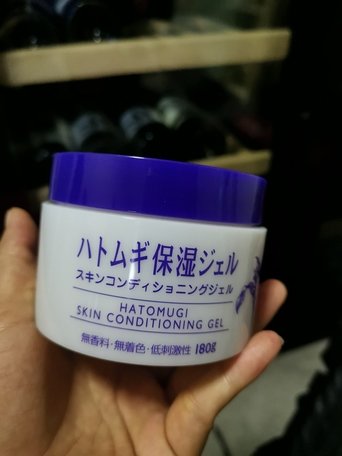 ハトムギ保湿ジェル
スキンコンディショニングジェル
HATOMUGI
SKIN CONDITIONING GEL
無香料・無着色・低刺激性 180g